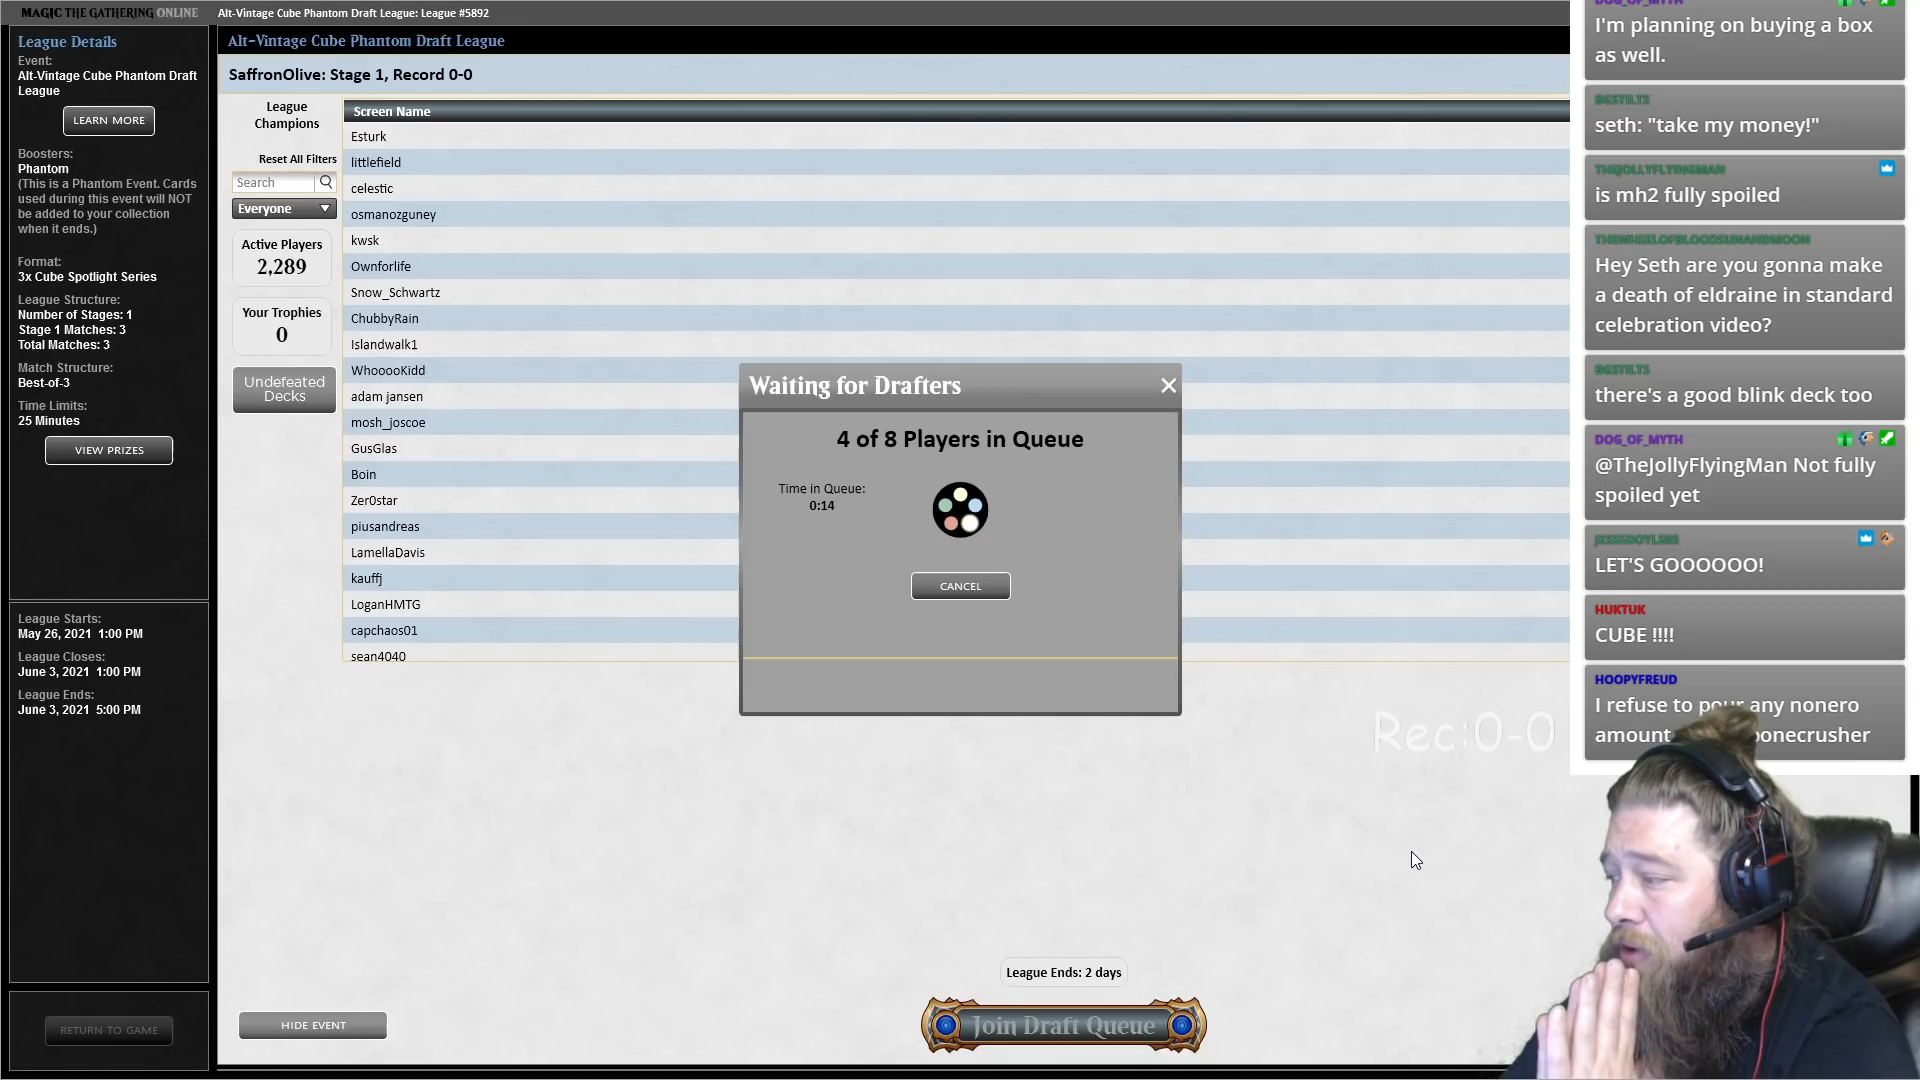 MAGIC THE GATHERING ONLINE
Alt-Vintage Cube Phantom Draft League: League #5892
League Details
Event:
Alt-Vintage Cube Phantom Draft
League
LEARN MORE
Boosters:
Phantom
(This is a Phantom Event. Cards
used during this event will NOT
be added to your collection
when it ends.)
Format:
3x Cube Spotlight Series
League Structure:
Number of Stages: 1
Stage 1 Matches: 3
Total Matches: 3
Match Structure:
Best-of-3
Time Limits:
25 Minutes
VIEW PRIZES
League Starts:
May 26, 2021 1:00 PM
League Closes:
June 3, 2021 1:00 PM
League Ends:
June 3, 2021 5:00 PM
RETURN TO GAME
Alt-Vintage Cube Phantom Draft League
SaffronOlive: Stage 1, Record 0-0
League
Champions
Reset All Filters
Search
Everyone
Active Players
2,289
Your Trophies
0
Undefeated
Decks
Screen Name
Esturk
littlefield
celestic
osmanozguney
kwsk
Ownforlife
Snow_Schwartz
ChubbyRain
Islandwalk1
WhooooKidd
adam jansen
mosh_joscoe
GusGlas
Boin
Zer0star
piusandreas
LamellaDavis
kauffj
LoganHMTG
capchaos01
sean4040
Waiting for Drafters
4 of 8 Players in Queue
Time in Queue:
0:14
CANCEL
Rec:0-0
League Ends: 2 days
HIDE EVENT
Join Draft Queue
DOG_OF_MYTH
I'm planning on buying a box
as well.
BGSTILTS
seth: "take my money!"
THEJOLLYFLYINGMAN
is mh2 fully spoiled
THEWHEELOFBLOODSUNANDMOON
Hey Seth are you gonna make
a death of eldraine in standard
celebration video?
BGSTILTS
there's a good blink deck too
DOG_OF_MYTH
@TheJollyFlyingMan Not fully
spoiled yet
LET'S GOOOOOO!
HUKTUK
CUBE !!!!
HOOPYFREUD
I refuse to pour any nonero
amount bonecrusher